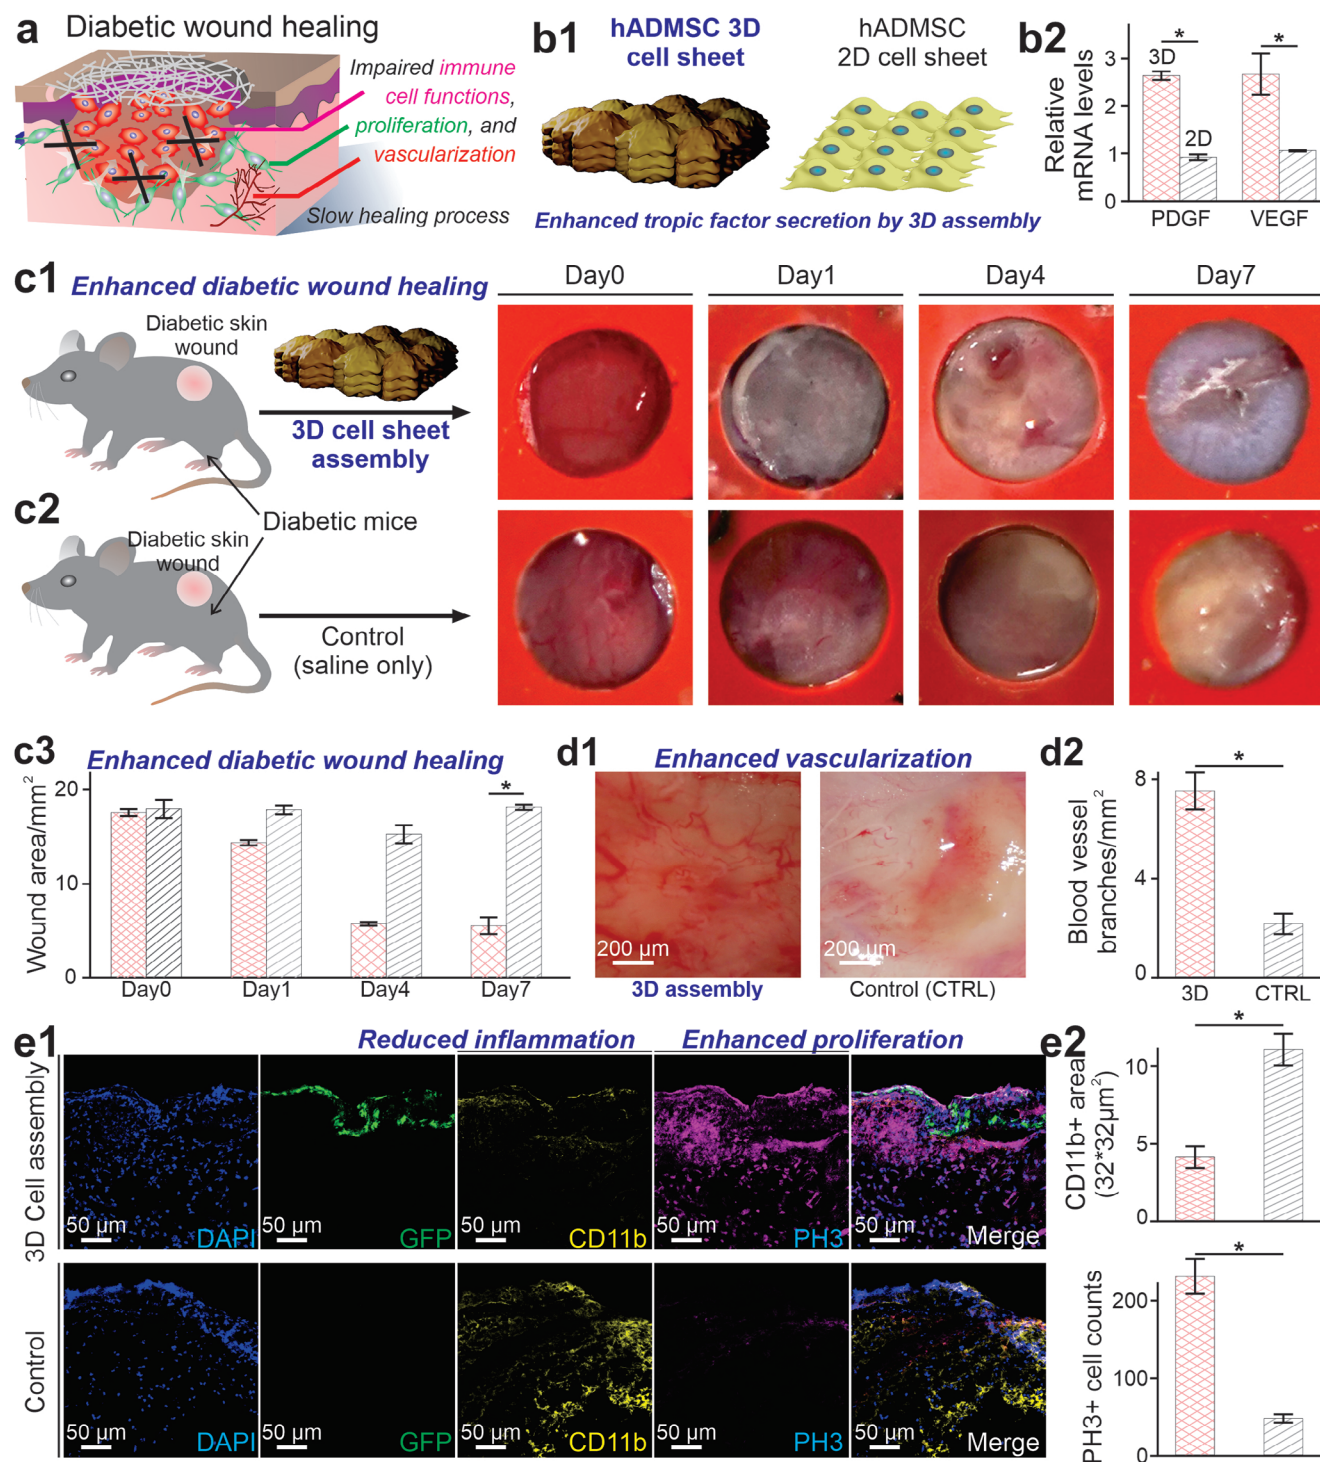 a
Diabetic wound healing
Impaired immune
cell functions,
proliferation, and
vascularization
Slow healing process
b1
hADMSC 3D
cell sheet
hADMSC
2D cell sheet
Enhanced tropic factor secretion by 3D assembly
b2
Relative
mRNA levels
3
2
1
0
3D
2D
*
*
PDGF
VEGF
c1
Enhanced diabetic wound healing
Day0
Day1
Day4
Day7
Diabetic skin
wound
3D cell sheet
assembly
c2
Diabetic mice
Diabetic skin
wound
Control
(saline only)
c3
Enhanced diabetic wound healing
Wound area/mm²
20
10
0
*
Day0
Day1
Day4
Day7
d1
Enhanced vascularization
200 µm
200 µm
3D assembly
Control (CTRL)
d2
Blood vessel
branches/mm²
8
4
0
*
3D
CTRL
e1
Reduced inflammation
Enhanced proliferation
3D Cell assembly
50 µm
DAPI
50 µm
GFP
50 µm
CD11b
50 µm
PH3
50 µm
Merge
Control
50 µm
DAPI
50 µm
GFP
50 µm
CD11b
50 µm
PH3
50 µm
Merge
e2
CD11b+ area
(32*32µm²)
10
5
0
*
PH3+ cell counts
200
100
0
*